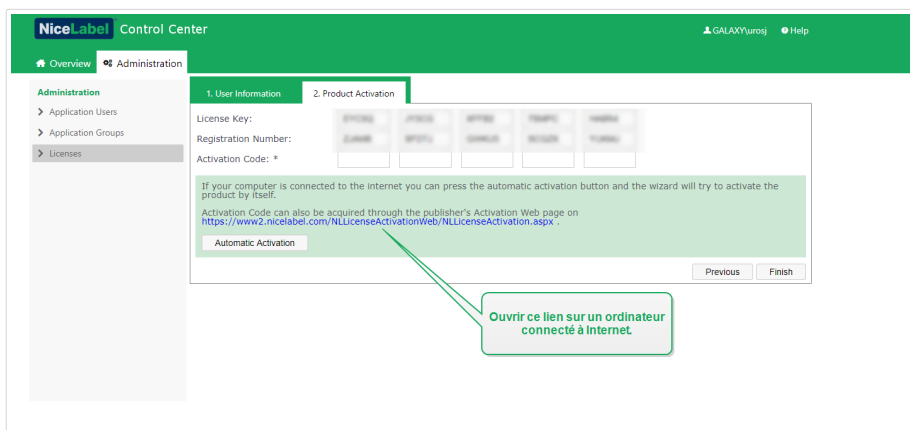 NiceLabel Control Center
GALAXY\urosj Help
Overview Administration
Administration
Application Users
Application Groups
Licenses
1. User Information 2. Product Activation
License Key:
Registration Number:
Activation Code: *
If your computer is connected to the internet you can press the automatic activation button and the wizard will try to activate the
product by itself.
Activation Code can also be acquired through the publisher's Activation Web page on
https://www2.nicelabel.com/NLLicenseActivationWeb/NLLicenseActivation.aspx .
Automatic Activation
Previous Finish
Ouvrir ce lien sur un ordinateur
connecté à Internet.